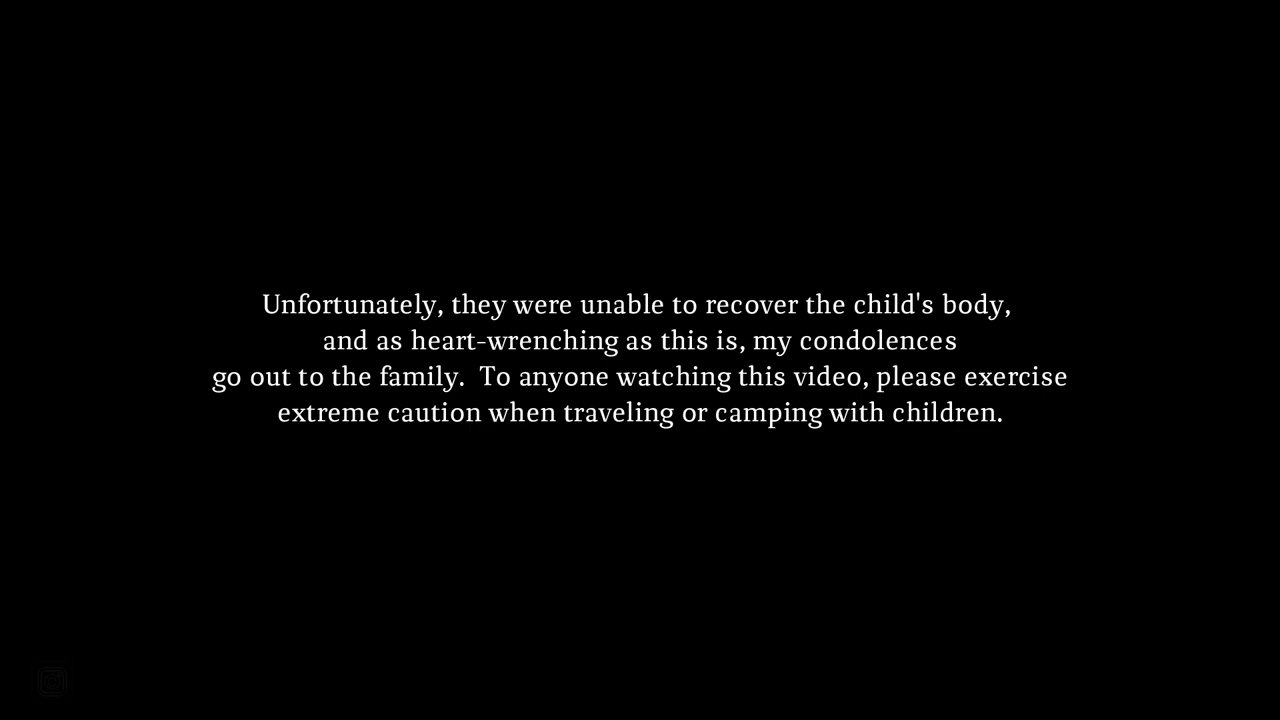 Unfortunately, they were unable to recover the child's body,
and as heart-wrenching as this is, my condolences
go out to the family.  To anyone watching this video, please exercise
extreme caution when traveling or camping with children.